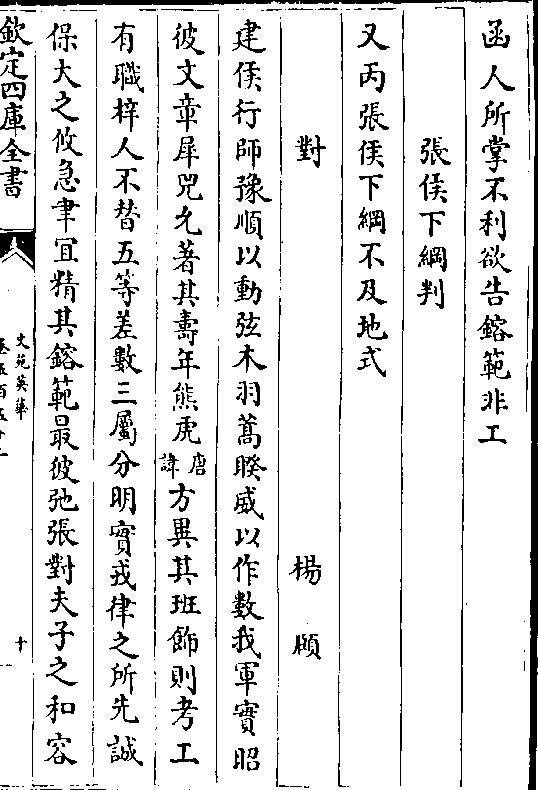 函人所掌不利欲告鎔範非工
張侯下綱判
又丙張侯下綱不及地式
對 楊頋
建侯行師豫順以動弦木羽蒿睽威以作數我軍實昭
彼文章犀兕允著其壽年熊虎唐諱方異其班飾則考工
有職梓人不替五等差數三屬分明實戎律之所先誠
保大之攸急聿宜精其鎔範最彼弛張對夫子之和容
欽定四庫全書
文苑英華
卷五百五十二
十